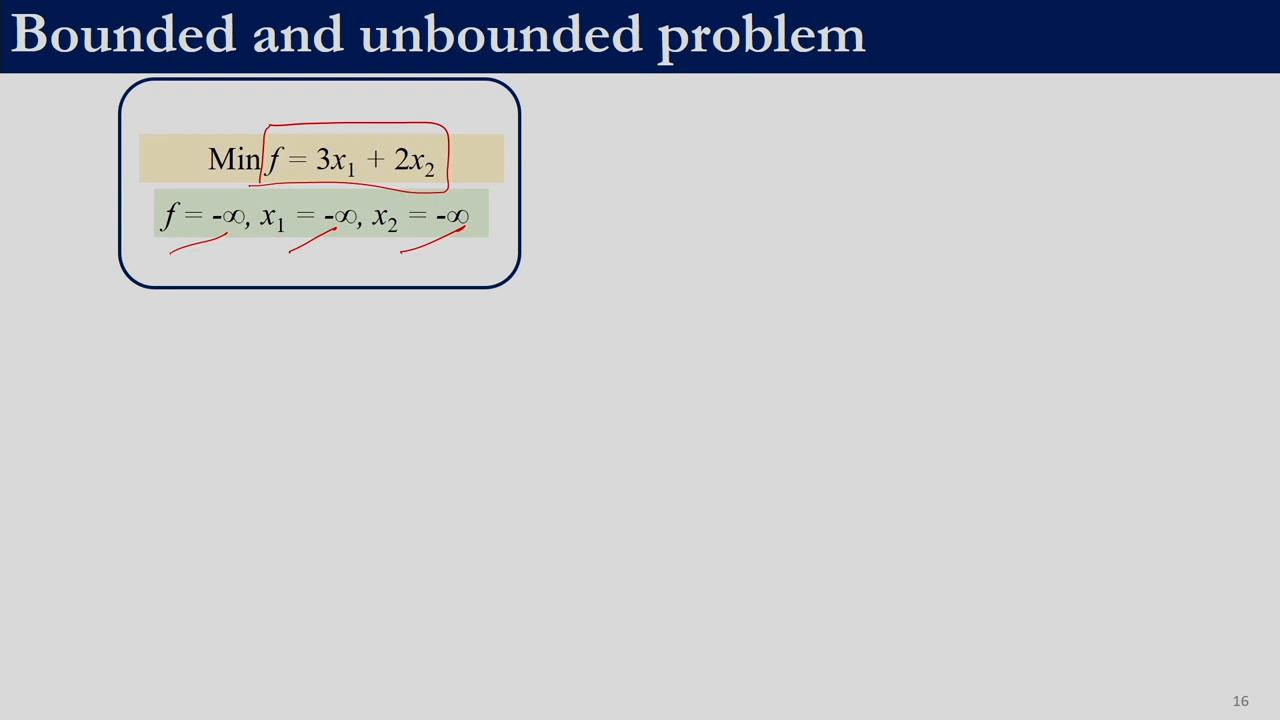 Bounded and unbounded problem
Min f = 3x₁ + 2x₂
f = -∞, x₁ = -∞, x₂ = -∞
16